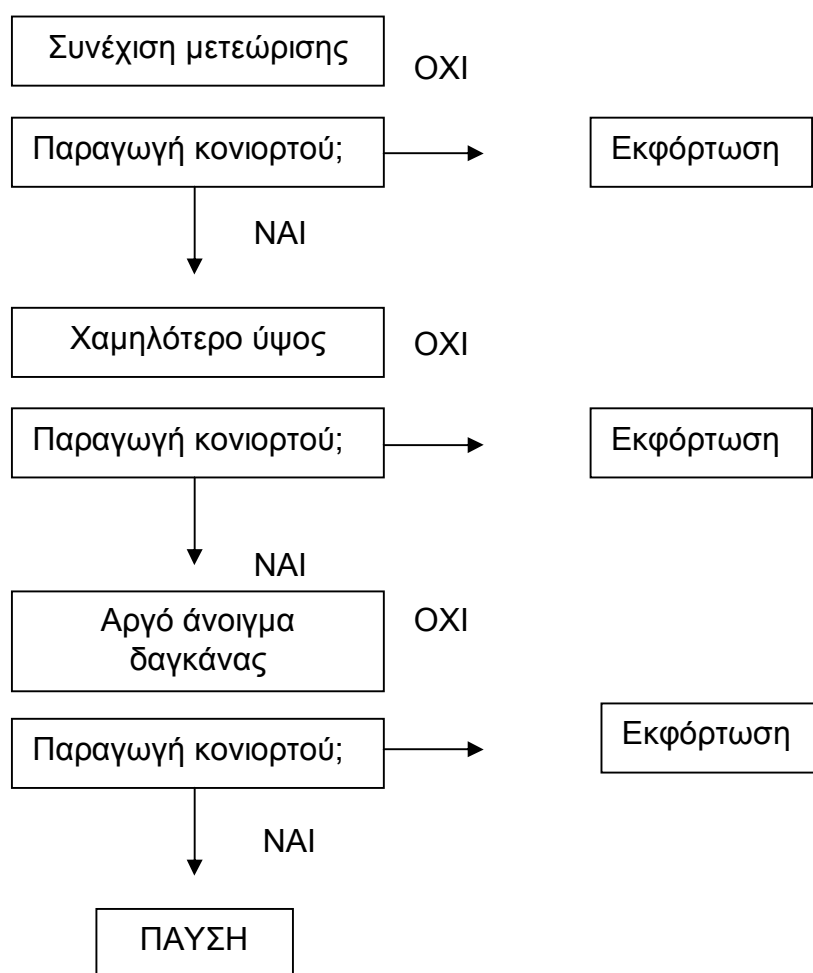 Συνέχιση μετεώρισης
ΟΧΙ
Παραγωγή κονιορτού;
Εκφόρτωση
ΝΑΙ
Χαμηλότερο ύψος
ΟΧΙ
Παραγωγή κονιορτού;
Εκφόρτωση
ΝΑΙ
Αργό άνοιγμα
δαγκάνας
ΟΧΙ
Παραγωγή κονιορτού;
Εκφόρτωση
ΝΑΙ
ΠΑΥΣΗ